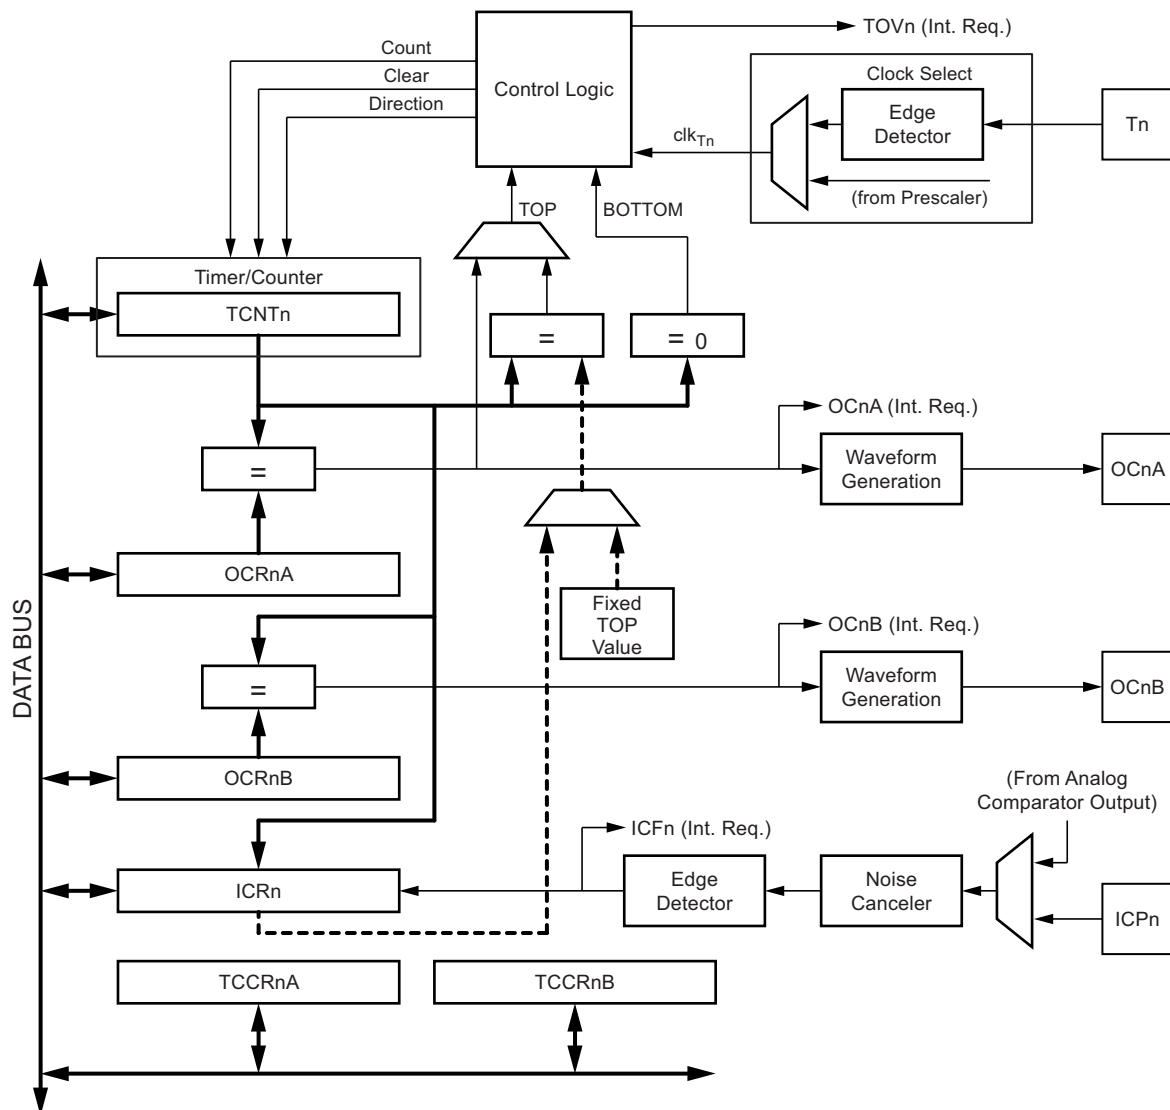 TOVn (Int. Req.)
Count
Clear
Direction
Control Logic
Clock Select
Edge
Detector
Tn
clkTn
(from Prescaler)
TOP
BOTTOM
Timer/Counter
TCNTn
=
= 0
OCnA (Int. Req.)
=
Waveform
Generation
OCnA
OCRnA
Fixed
TOP
Value
DATA BUS
OCnB (Int. Req.)
=
Waveform
Generation
OCnB
OCRnB
(From Analog
Comparator Output)
ICFn (Int. Req.)
ICRn
Edge
Detector
Noise
Canceler
ICPn
TCCRnA
TCCRnB